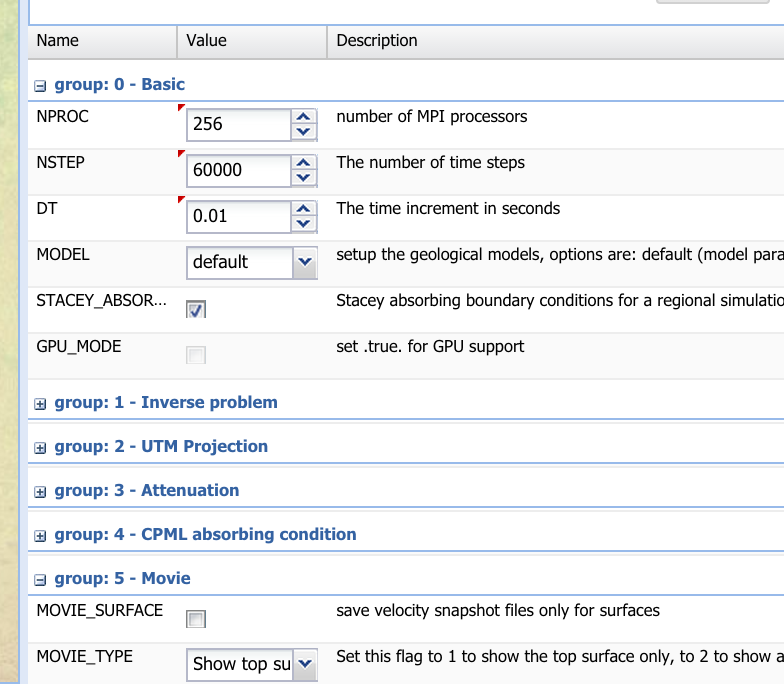 Name Value Description
group: 0 - Basic
NPROC 256 number of MPI processors
NSTEP 60000 The number of time steps
DT 0.01 The time increment in seconds
MODEL default setup the geological models, options are: default (model para
STACEY_ABSOR... Stacey absorbing boundary conditions for a regional simulatio
GPU_MODE set .true. for GPU support
group: 1 - Inverse problem
group: 2 - UTM Projection
group: 3 - Attenuation
group: 4 - CPML absorbing condition
group: 5 - Movie
MOVIE_SURFACE save velocity snapshot files only for surfaces
MOVIE_TYPE Show top su Set this flag to 1 to show the top surface only, to 2 to show a